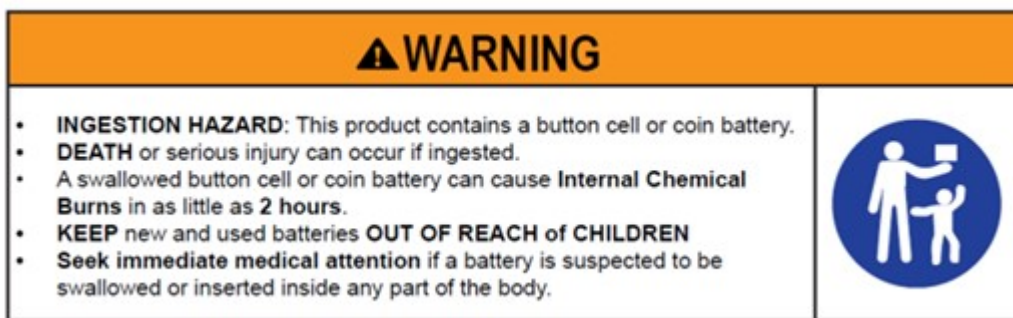 ⚠WARNING
• INGESTION HAZARD: This product contains a button cell or coin battery.
• DEATH or serious injury can occur if ingested.
• A swallowed button cell or coin battery can cause Internal Chemical
Burns in as little as 2 hours.
• KEEP new and used batteries OUT OF REACH of CHILDREN
• Seek immediate medical attention if a battery is suspected to be
swallowed or inserted inside any part of the body.